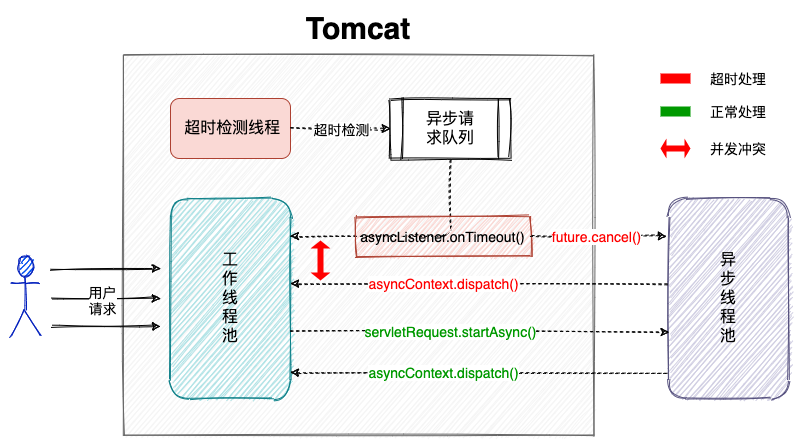 Tomcat
超时处理
正常处理
并发冲突
超时检测线程
超时检测
异步请
求队列
asyncListener.onTimeout()
future.cancel()
asyncContext.dispatch()
servletRequest.startAsync()
asyncContext.dispatch()
用户
请求
工
作
线
程
池
异
步
线
程
池